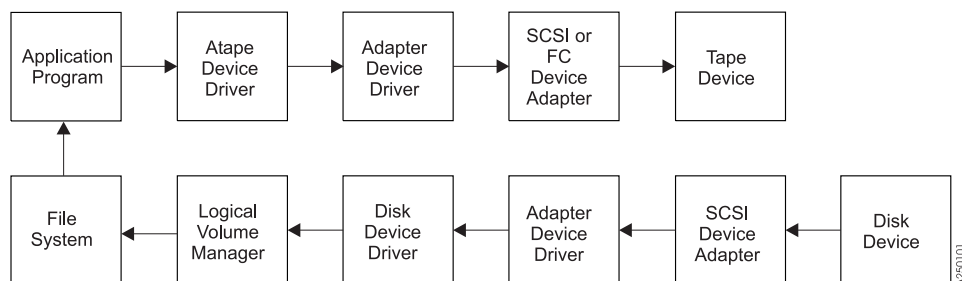 Application
Program
Atape
Device
Driver
Adapter
Device
Driver
SCSI or
FC
Device
Adapter
Tape
Device
File
System
Logical
Volume
Manager
Disk
Device
Driver
Adapter
Device
Driver
SCSI
Device
Adapter
Disk
Device